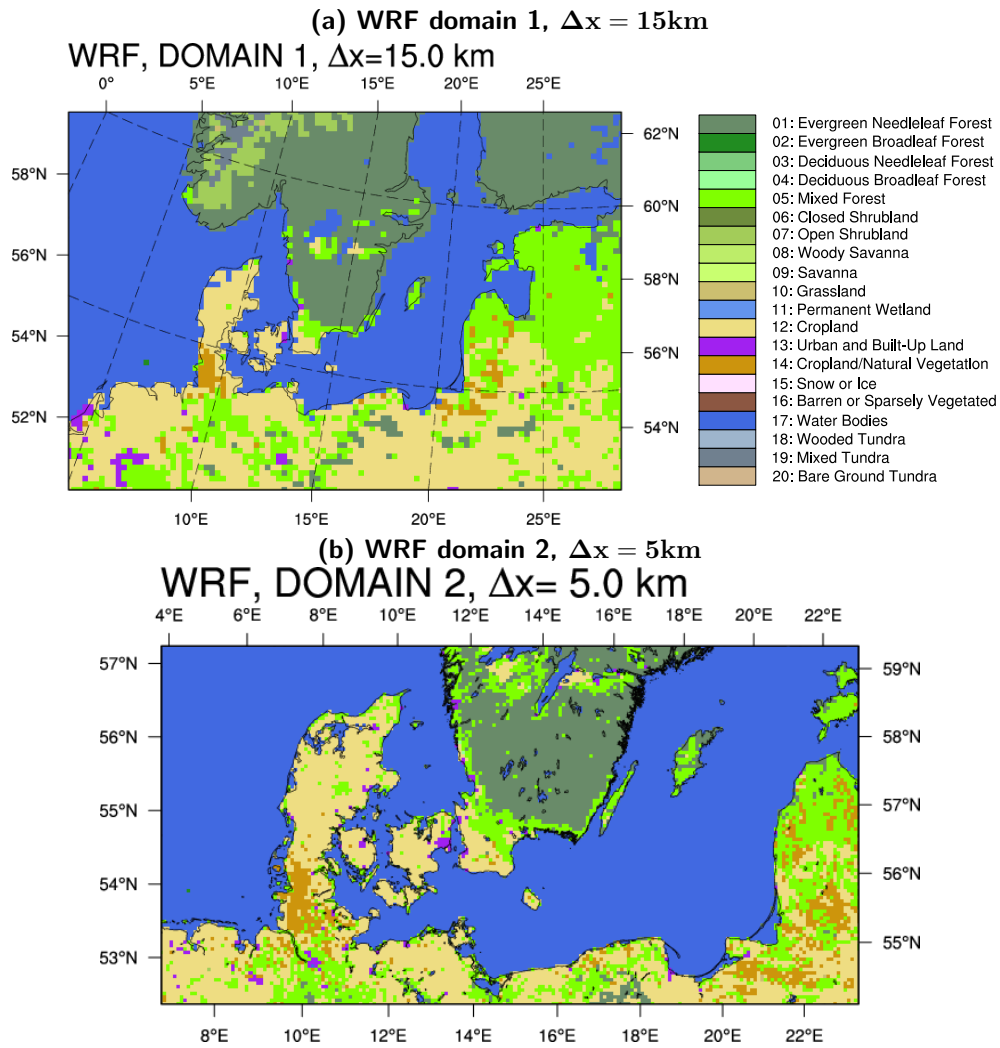 (a) WRF domain 1, Δx = 15km
WRF, DOMAIN 1, Δx=15.0 km
0° 5°E 10°E 15°E 20°E 25°E
62°N
58°N
60°N
56°N
58°N
54°N
56°N
52°N
54°N
10°E 15°E 20°E 25°E
01: Evergreen Needleleaf Forest
02: Evergreen Broadleaf Forest
03: Deciduous Needleleaf Forest
04: Deciduous Broadleaf Forest
05: Mixed Forest
06: Closed Shrubland
07: Open Shrubland
08: Woody Savanna
09: Savanna
10: Grassland
11: Permanent Wetland
12: Cropland
13: Urban and Built-Up Land
14: Cropland/Natural Vegetation
15: Snow or Ice
16: Barren or Sparsely Vegetated
17: Water Bodies
18: Wooded Tundra
19: Mixed Tundra
20: Bare Ground Tundra
(b) WRF domain 2, Δx = 5km
WRF, DOMAIN 2, Δx= 5.0 km
4°E 6°E 8°E 10°E 12°E 14°E 16°E 18°E 20°E 22°E
57°N
59°N
56°N
58°N
55°N
57°N
54°N
56°N
53°N
55°N
8°E 10°E 12°E 14°E 16°E 18°E 20°E 22°E